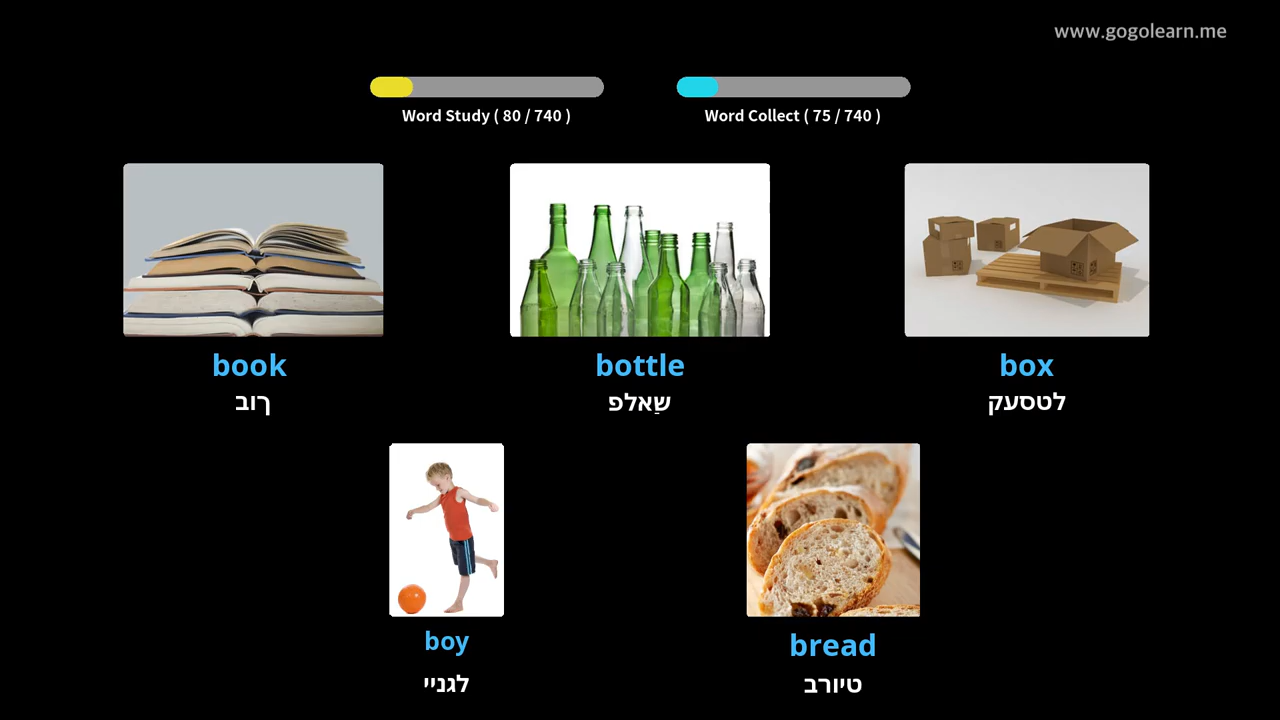 www.gogolearn.me
Word Study ( 80 / 740 )
Word Collect ( 75 / 740 )
book
ךוב
bottle
שַאלפ
box
לטסעק
boy
לגניי
bread
טיורב